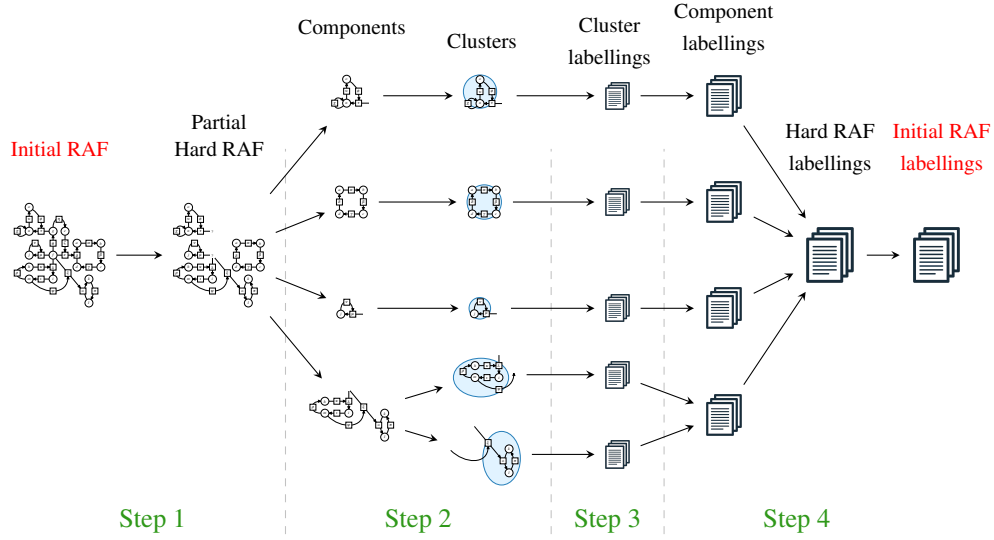 Components
Clusters
Cluster
labellings
Component
labellings
Initial RAF
Partial
Hard RAF
Hard RAF
labellings
Initial RAF
labellings
Step 1
Step 2
Step 3
Step 4